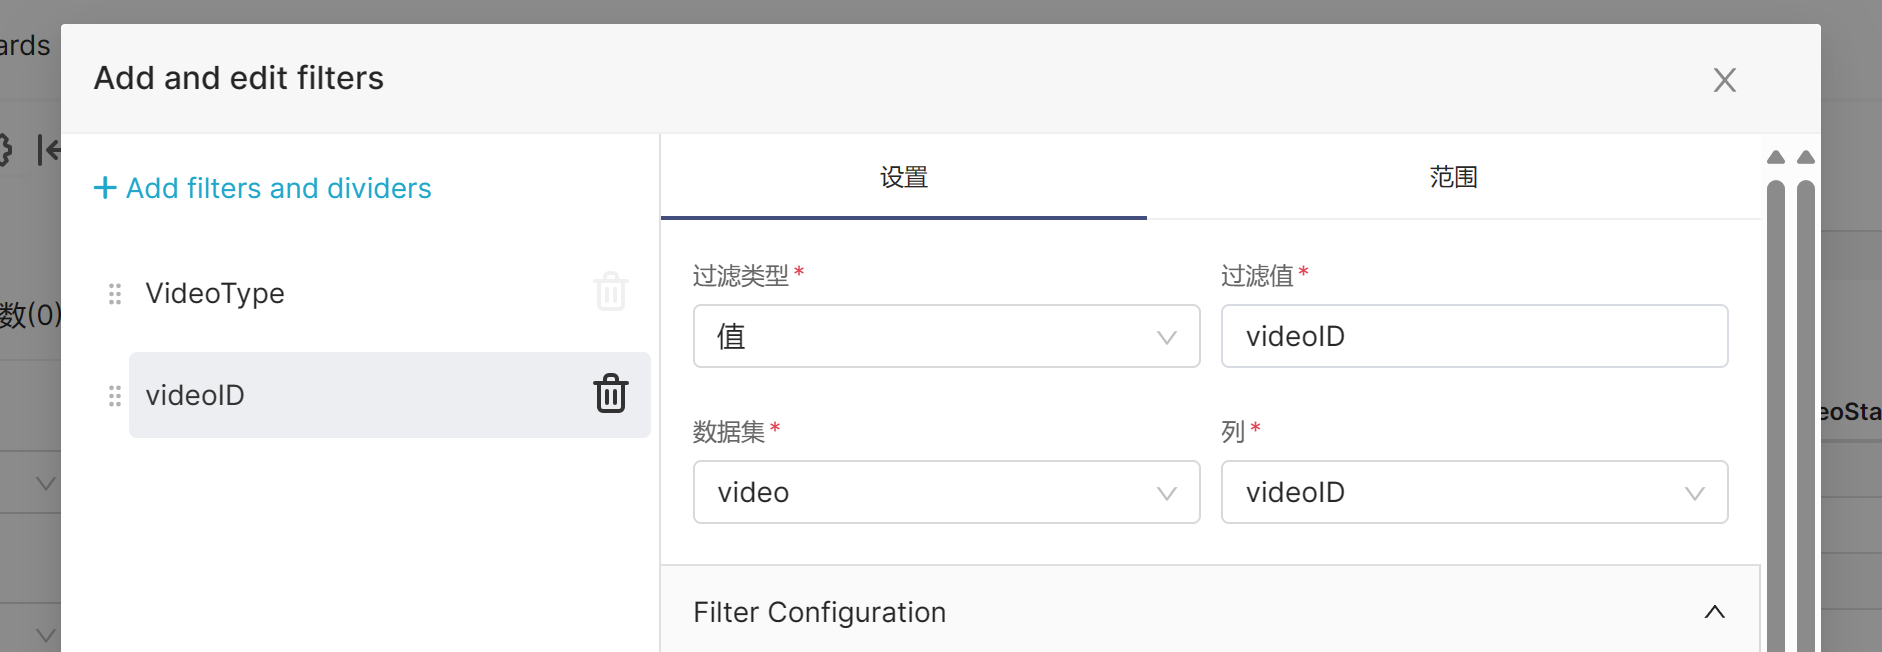 ards
Add and edit filters
+ Add filters and dividers
VideoType
videoID
设置
范围
过滤类型*
过滤值*
值
videoID
数据集*
列*
video
videoID
Filter Configuration
数(0)
eoSta